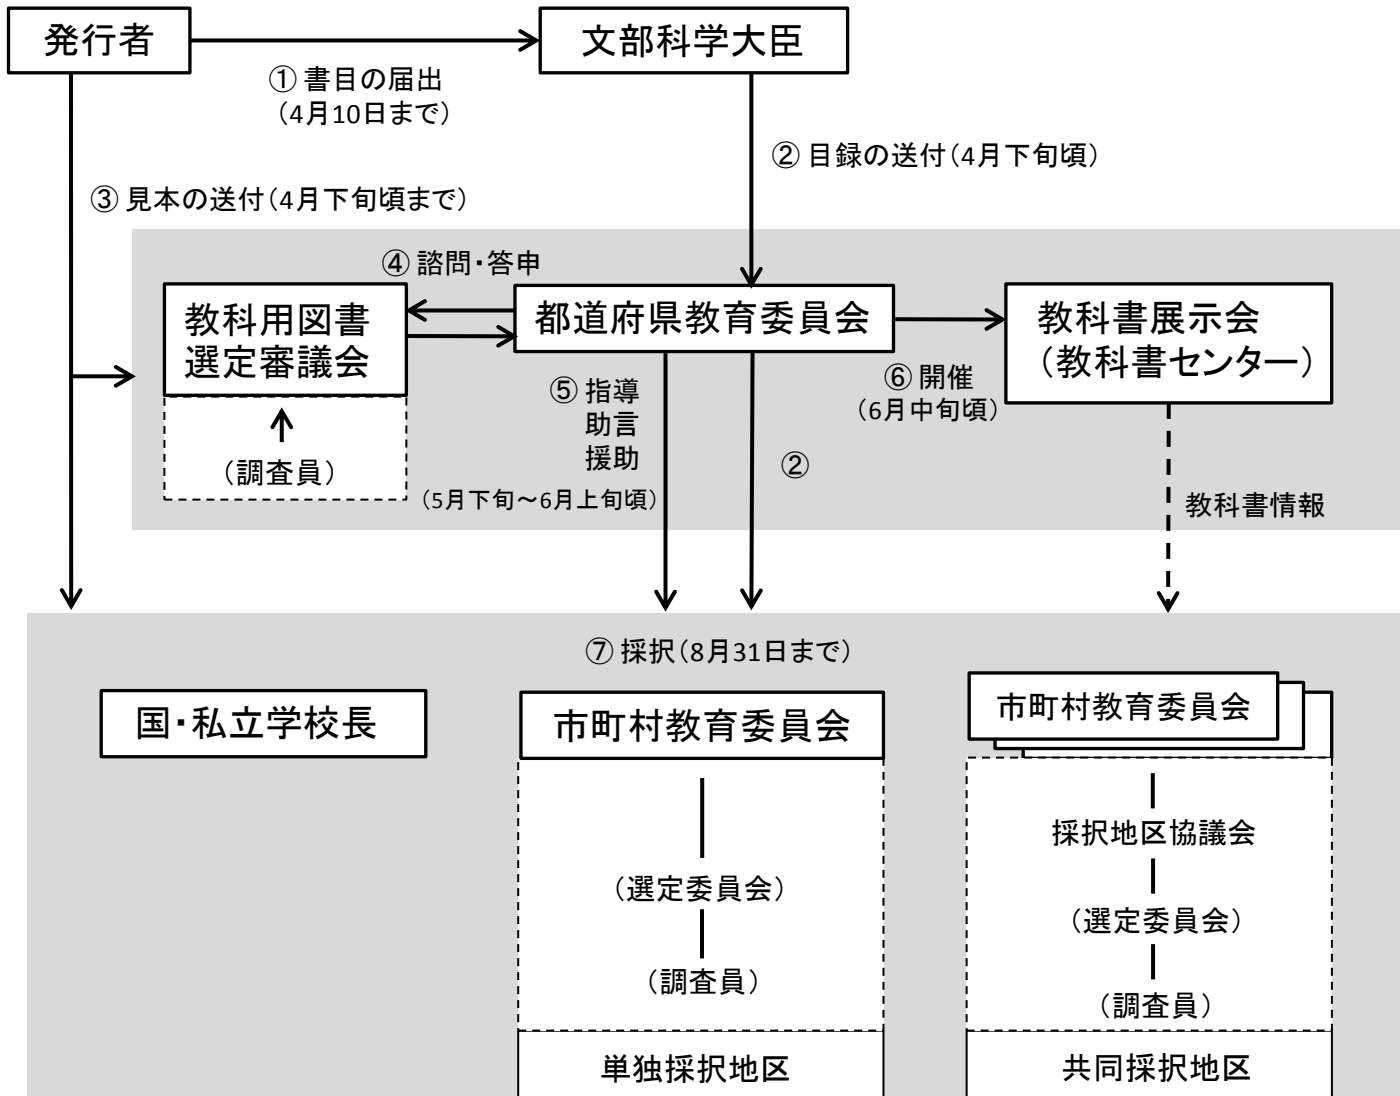 発行者
文部科学大臣
① 書目の届出
（4月10日まで）
② 目録の送付（4月下旬頃）
③ 見本の送付（4月下旬頃まで）
④ 諮問・答申
教科用図書
選定審議会
（調査員）
都道府県教育委員会
教科書展示会
（教科書センター）
⑤ 指導
助言
援助
（5月下旬～6月上旬頃）
②
⑥ 開催
（6月中旬頃）
教科書情報
⑦ 採択（8月31日まで）
国・私立学校長
市町村教育委員会
（選定委員会）
（調査員）
単独採択地区
市町村教育委員会
採択地区協議会
（選定委員会）
（調査員）
共同採択地区